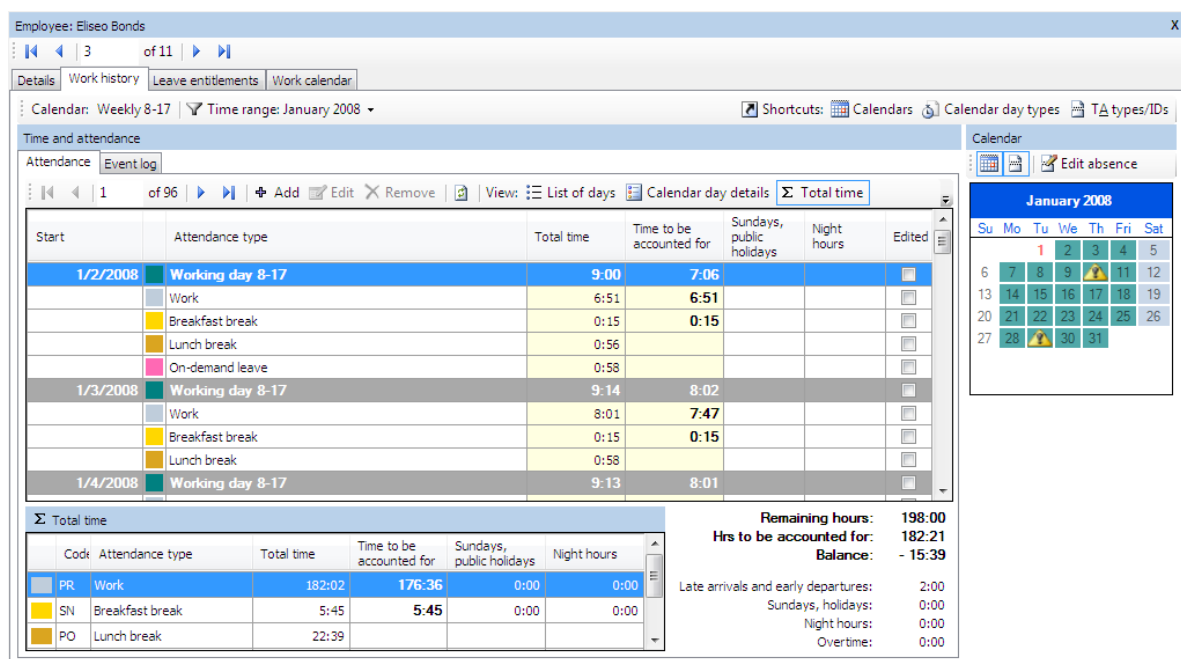 Employee: Eliseo Bonds X
3 of 11
Details Work history Leave entitlements Work calendar
Calendar: Weekly 8-17 Time range: January 2008 Shortcuts: Calendars Calendar day types TA types/IDs
Time and attendance Calendar
Attendance Event log Edit absence
1 of 96 Add Edit Remove View: List of days Calendar day details Σ Total time
January 2008
Start Attendance type Total time Time to be accounted for Sundays, public holidays Night hours Edited
Su Mo Tu We Th Fri Sat
1 2 3 4 5
6 7 8 9 11 12
13 14 15 16 17 18 19
20 21 22 23 24 25 26
27 28 30 31
1/2/2008 Working day 8-17 9:00 7:06
Work 6:51 6:51
Breakfast break 0:15 0:15
Lunch break 0:56
On-demand leave 0:58
1/3/2008 Working day 8-17 9:14 8:02
Work 8:01 7:47
Breakfast break 0:15 0:15
Lunch break 0:58
1/4/2008 Working day 8-17 9:13 8:01
Σ Total time
Code Attendance type Total time Time to be accounted for Sundays, public holidays Night hours
PR Work 182:02 176:36 0:00 0:00
SN Breakfast break 5:45 5:45 0:00 0:00
PO Lunch break 22:39
Remaining hours: 198:00
Hrs to be accounted for: 182:21
Balance: - 15:39
Late arrivals and early departures: 2:00
Sundays, holidays: 0:00
Night hours: 0:00
Overtime: 0:00